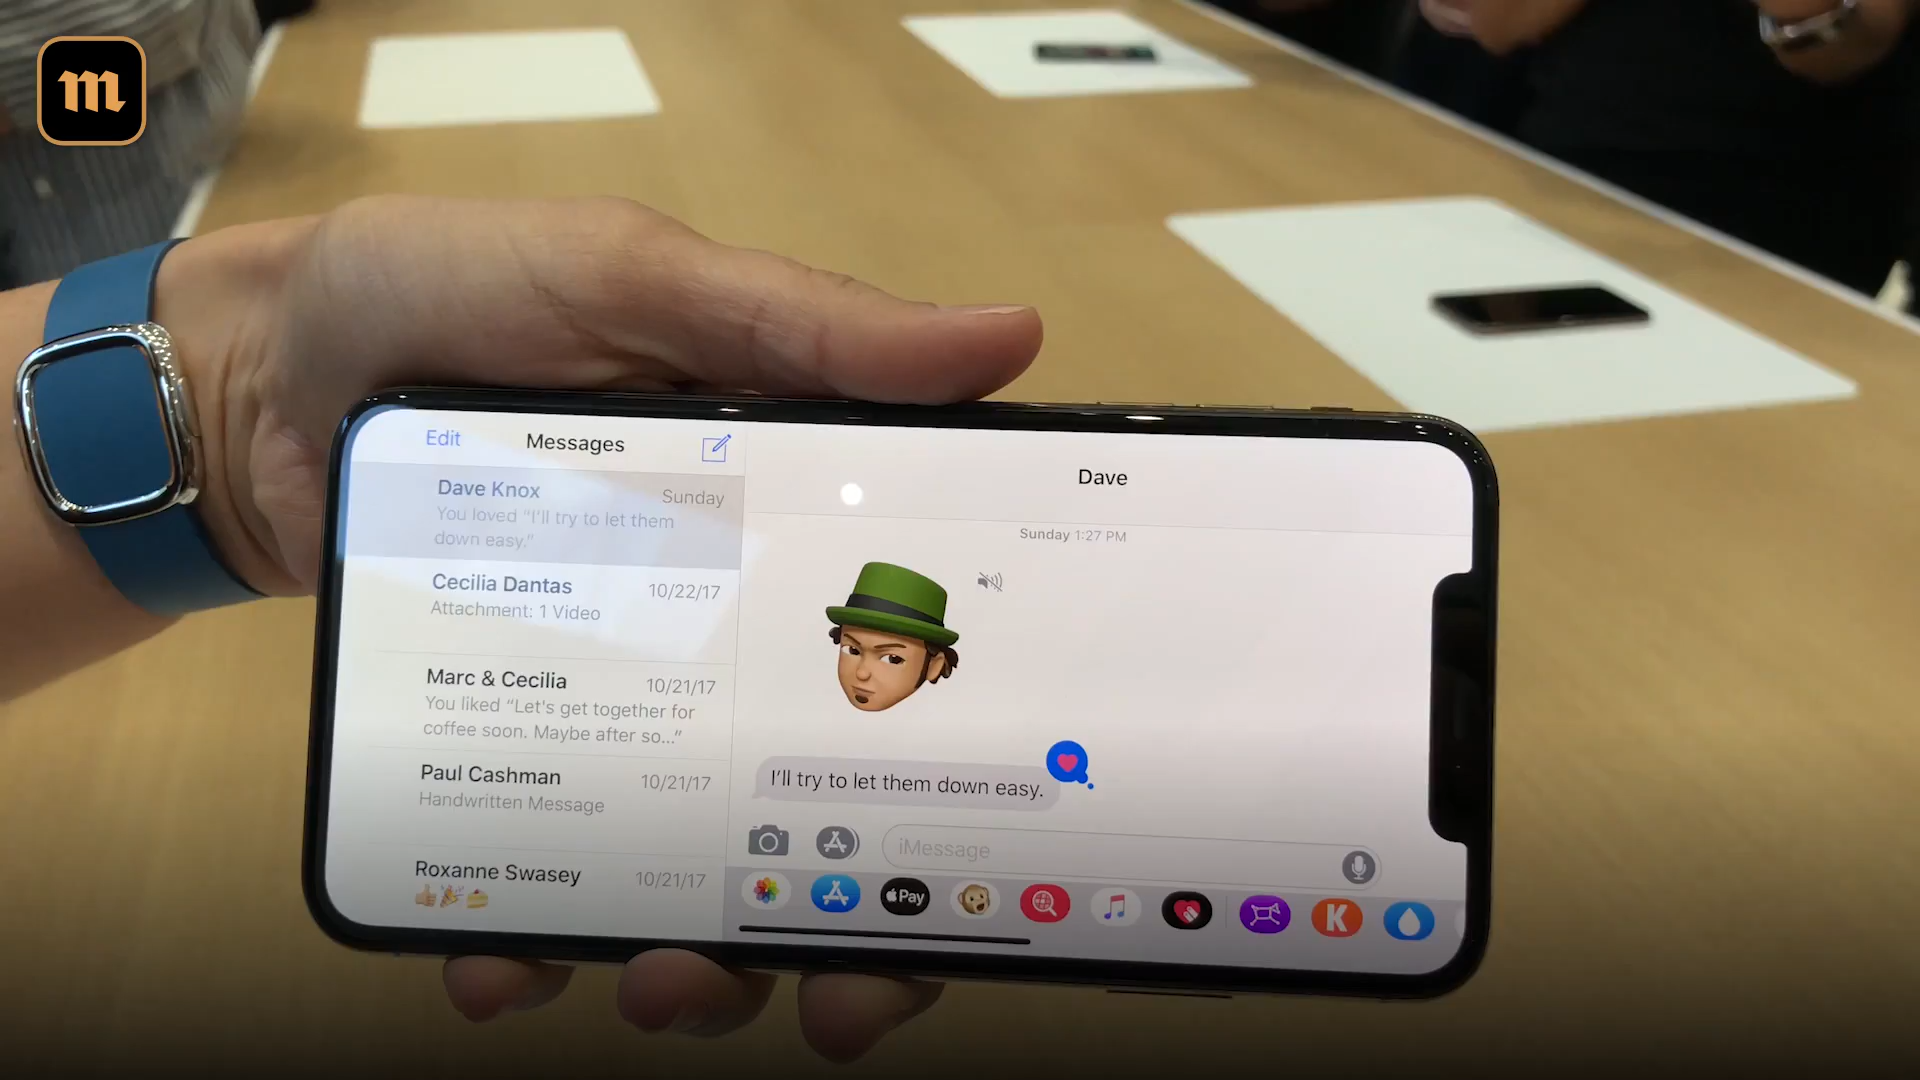 m
Edit
Messages
Dave Knox
Sunday
You loved “I’ll try to let them
down easy.”
Cecilia Dantas
10/22/17
Attachment: 1 Video
Marc & Cecilia
10/21/17
You liked “Let's get together for
coffee soon. Maybe after so...”
Paul Cashman
10/21/17
Handwritten Message
Roxanne Swasey
10/21/17
Dave
Sunday 1:27 PM
I’ll try to let them down easy.
iMessage
Pay
K